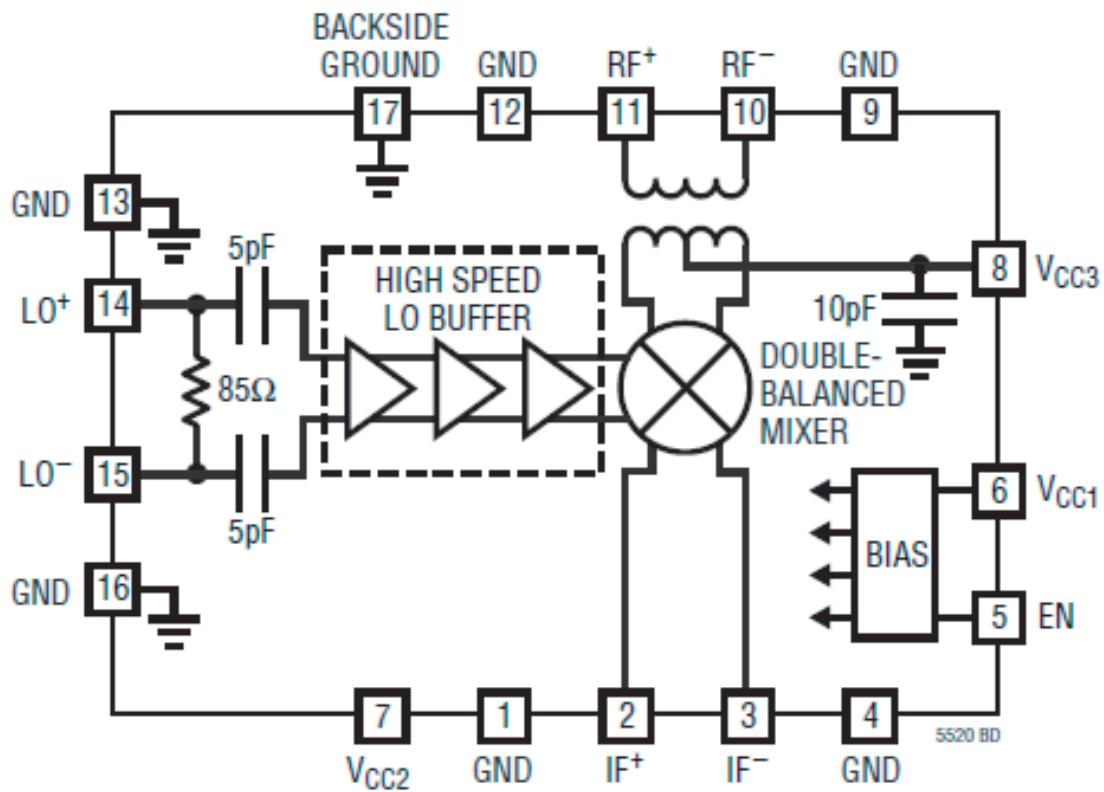 BACKSIDE
GROUND
GND
RF+
RF−
GND
17
12
11
10
9
GND
13
5pF
HIGH SPEED
LO BUFFER
8
VCC3
LO+
14
10pF
85Ω
DOUBLE-
BALANCED
MIXER
LO−
15
5pF
6
VCC1
BIAS
GND
16
5
EN
7
1
2
3
4
5520 BD
VCC2
GND
IF+
IF−
GND